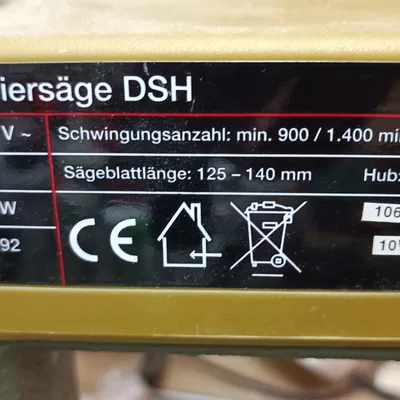 iersäge DSH
V ~ Schwingungsanzahl: min. 900 / 1.400 mi
Sägeblattlänge: 125 – 140 mm Hub:
W
92
CE
106
10